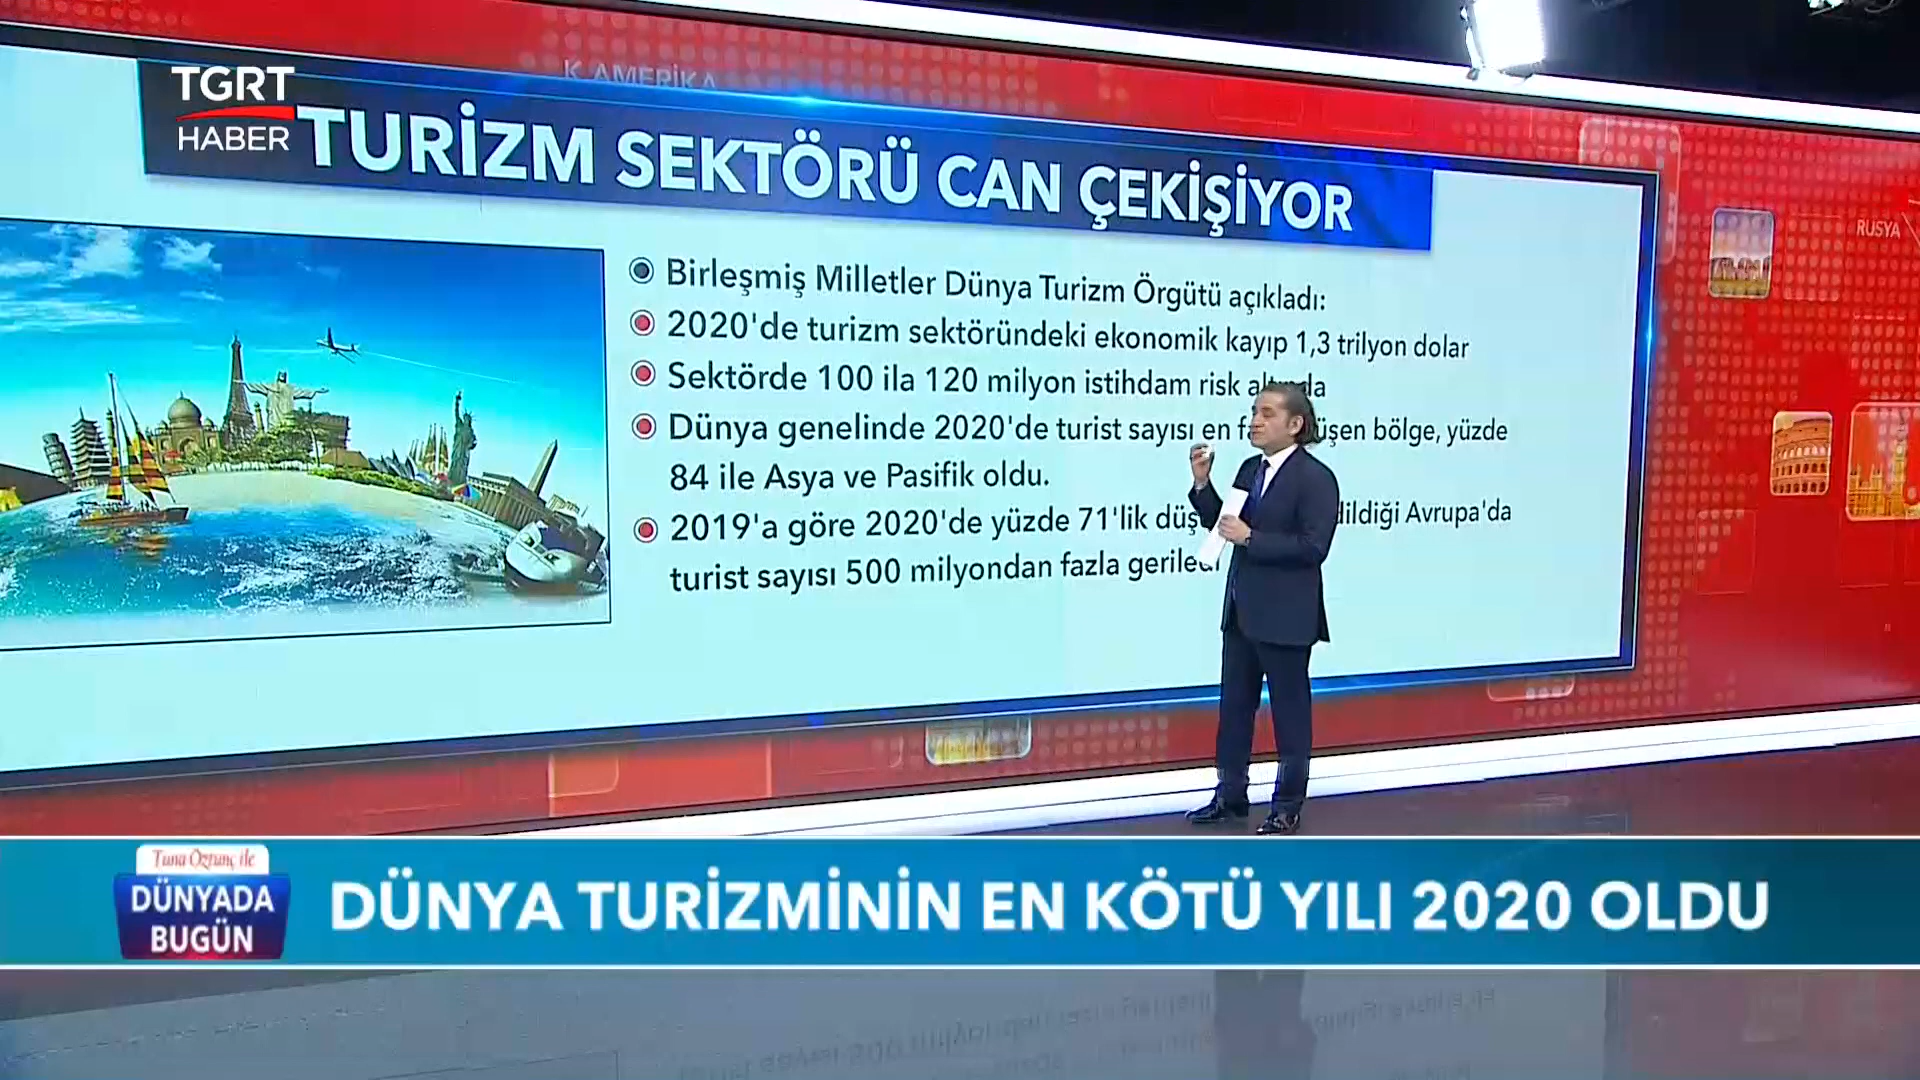 K AMERİKA
TGRT
HABER
TURİZM SEKTÖRÜ CAN ÇEKİŞİYOR
RUSYA
Birleşmiş Milletler Dünya Turizm Örgütü açıkladı:
2020'de turizm sektöründeki ekonomik kayıp 1,3 trilyon dolar
Sektörde 100 ila 120 milyon istihdam risk
Dünya genelinde 2020'de turist sayısı en bölge, yüzde
84 ile Asya ve Pasifik oldu.
2019'a göre 2020'de yüzde 71'lik Avrupa'da
turist sayısı 500 milyondan fazla
Tuna Öztunç ile
DÜNYADA
BUGÜN
DÜNYA TURİZMİNİN EN KÖTÜ YILI 2020 OLDU